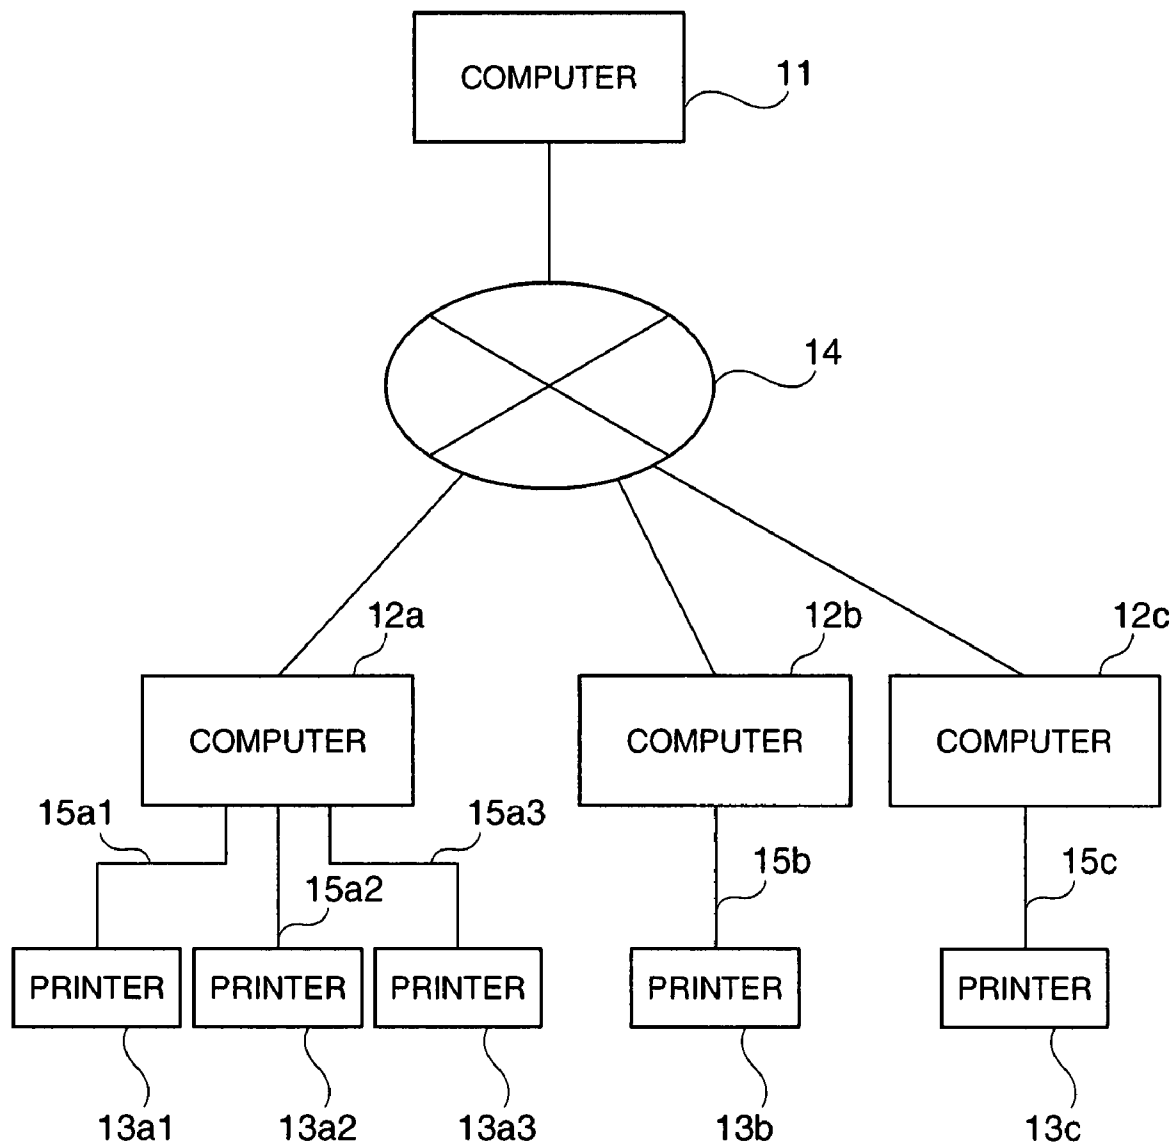 COMPUTER
11
14
12a
12b
12c
COMPUTER
COMPUTER
COMPUTER
15a1
15a3
15a2
15b
15c
PRINTER
PRINTER
PRINTER
PRINTER
PRINTER
13a1
13a2
13a3
13b
13c